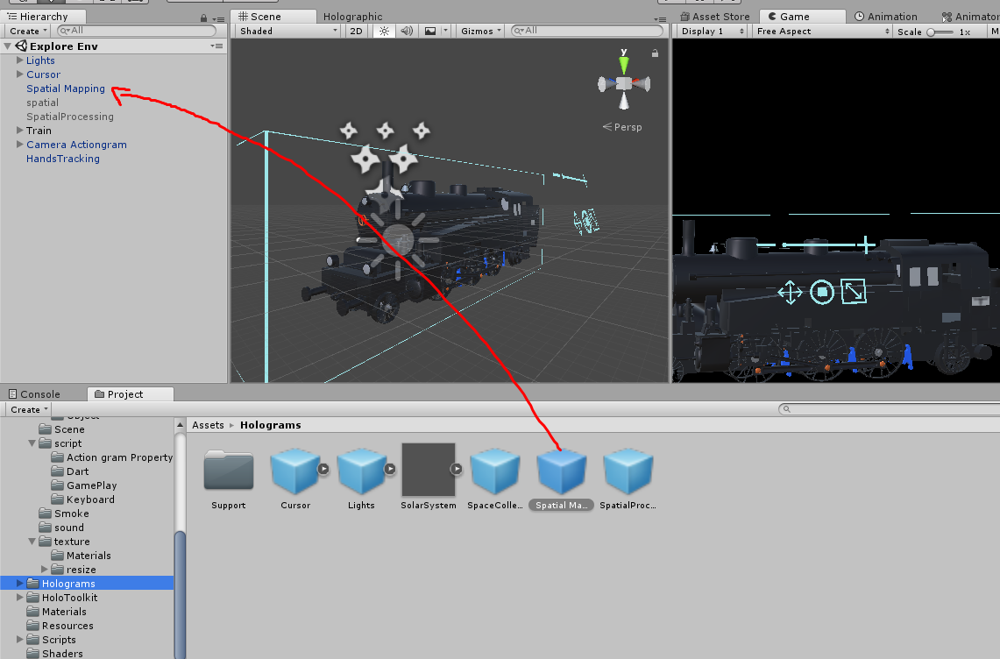 Hierarchy
Scene
Holographic
Asset Store
Game
Animation
Animator
Create
All
Shaded
2D
Gizmos
All
Display 1
Free Aspect
Scale
1x
M
Explore Env
Lights
Cursor
Spatial Mapping
spatial
SpatialProcessing
Train
Camera Actiongram
HandsTracking
y
Persp
Console
Project
Create
Object
Scene
script
Action gram Property
Dart
GamePlay
Keyboard
Smoke
sound
texture
Materials
resize
Holograms
HoloToolkit
Materials
Resources
Scripts
Shaders
Assets Holograms
Support
Cursor
Lights
SolarSystem
SpaceColle...
Spatial Ma...
SpatialProc...